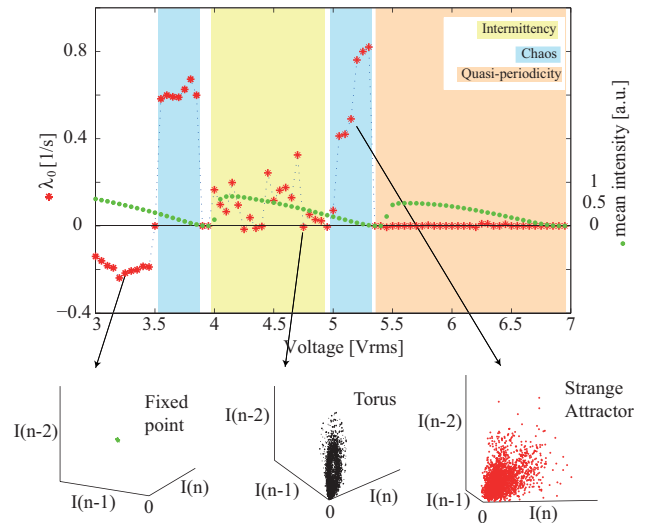 0.8
0.4
0
−0.4
λ₀ [1/s]
Intermittency
Chaos
Quasi-periodicity
1
0.5
0
mean intensity [a.u.]
3 3.5 4 4.5 5 5.5 6 6.5 7
Voltage [Vrms]
Fixed
point
I(n-2)
I(n-1)
I(n)
0
Torus
I(n-2)
I(n-1)
I(n)
0
Strange
Attractor
I(n-2)
I(n-1)
I(n)
0